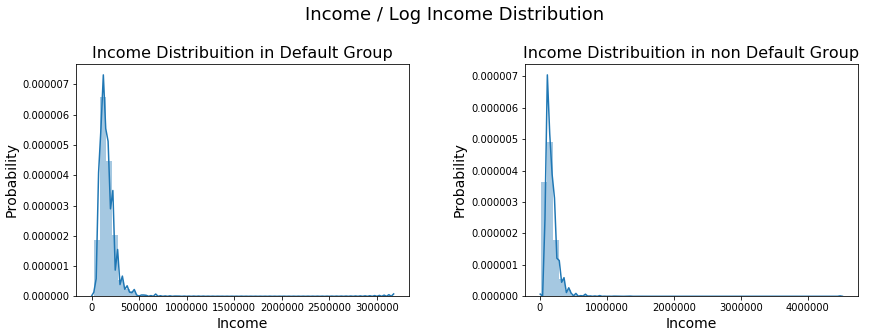 Income / Log Income Distribution
Income Distribuition in Default Group
0.000007
0.000006
0.000005
0.000004
0.000003
0.000002
0.000001
0.000000
Probability
0 500000 1000000 1500000 2000000 2500000 3000000
Income
Income Distribuition in non Default Group
0.000007
0.000006
0.000005
0.000004
0.000003
0.000002
0.000001
0.000000
Probability
0 1000000 2000000 3000000 4000000
Income